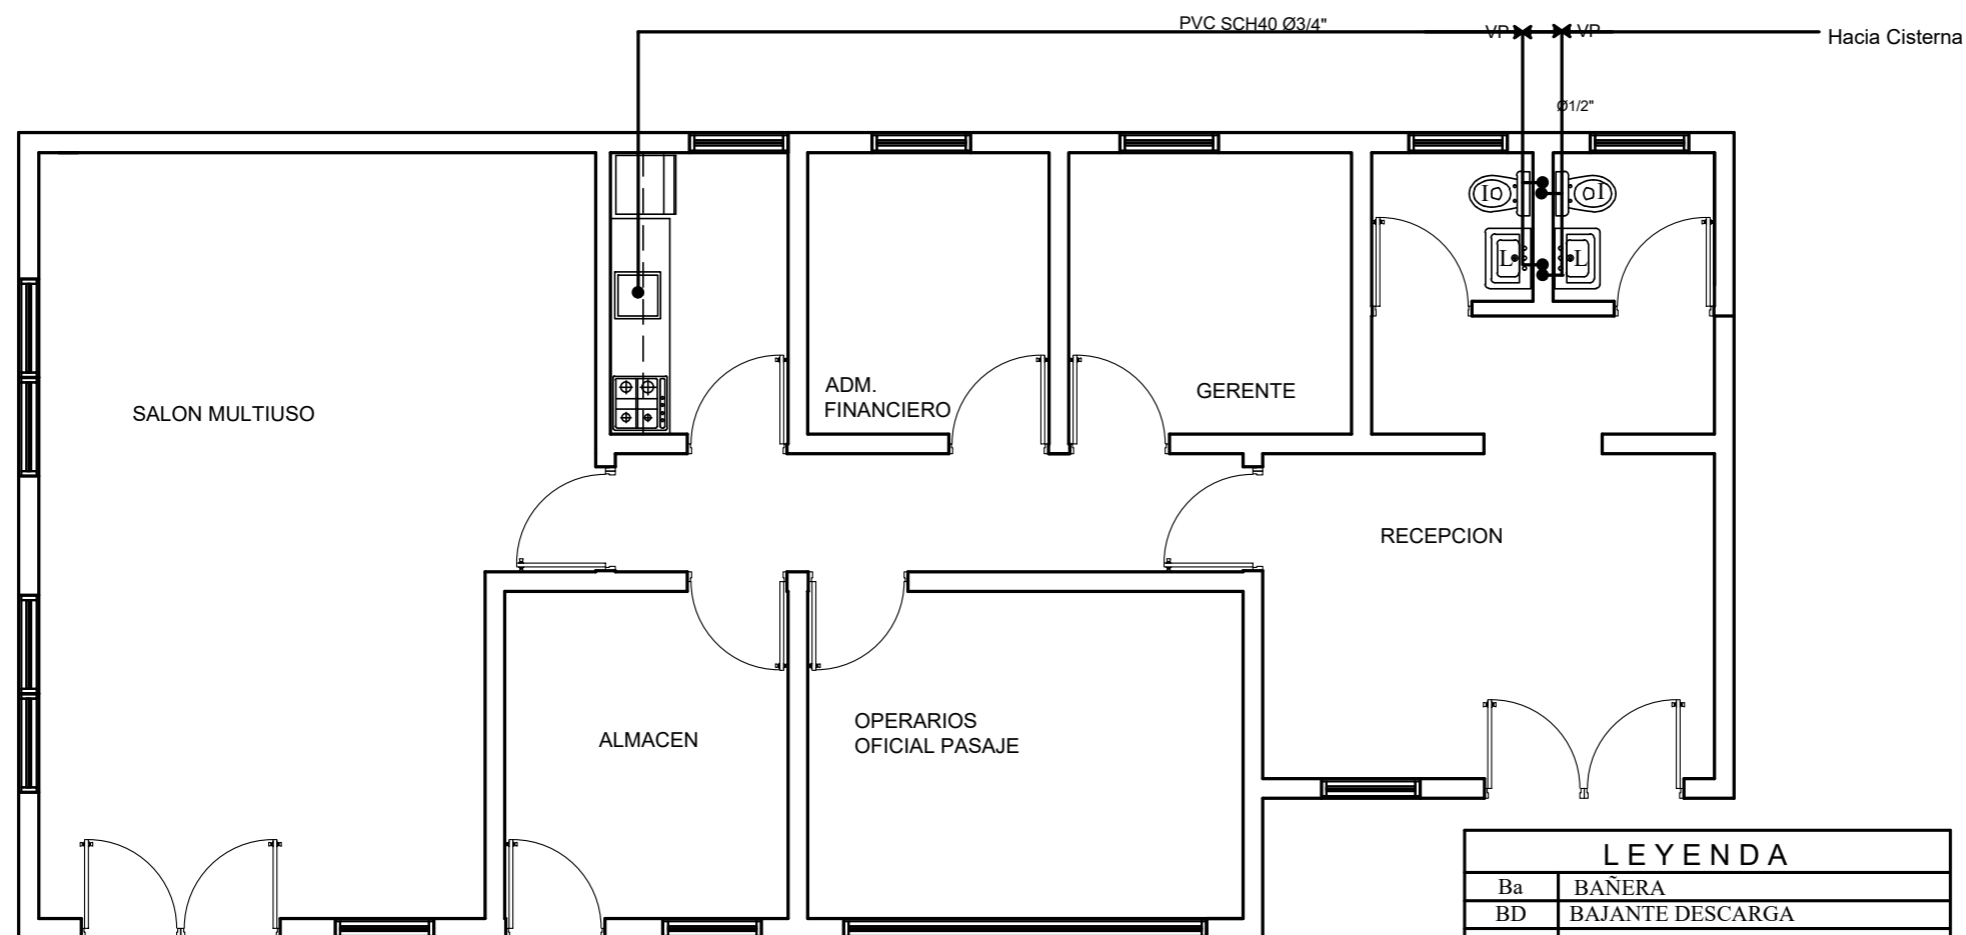 PVC SCH40 Ø3/4"
VP
VP
Hacia Cisterna
Ø1/2"
I
I
L
L
ADM.
FINANCIERO
GERENTE
SALON MULTIUSO
RECEPCION
ALMACEN
OPERARIOS
OFICIAL PASAJE
LEYENDA
Ba BAÑERA
BD BAJANTE DESCARGA